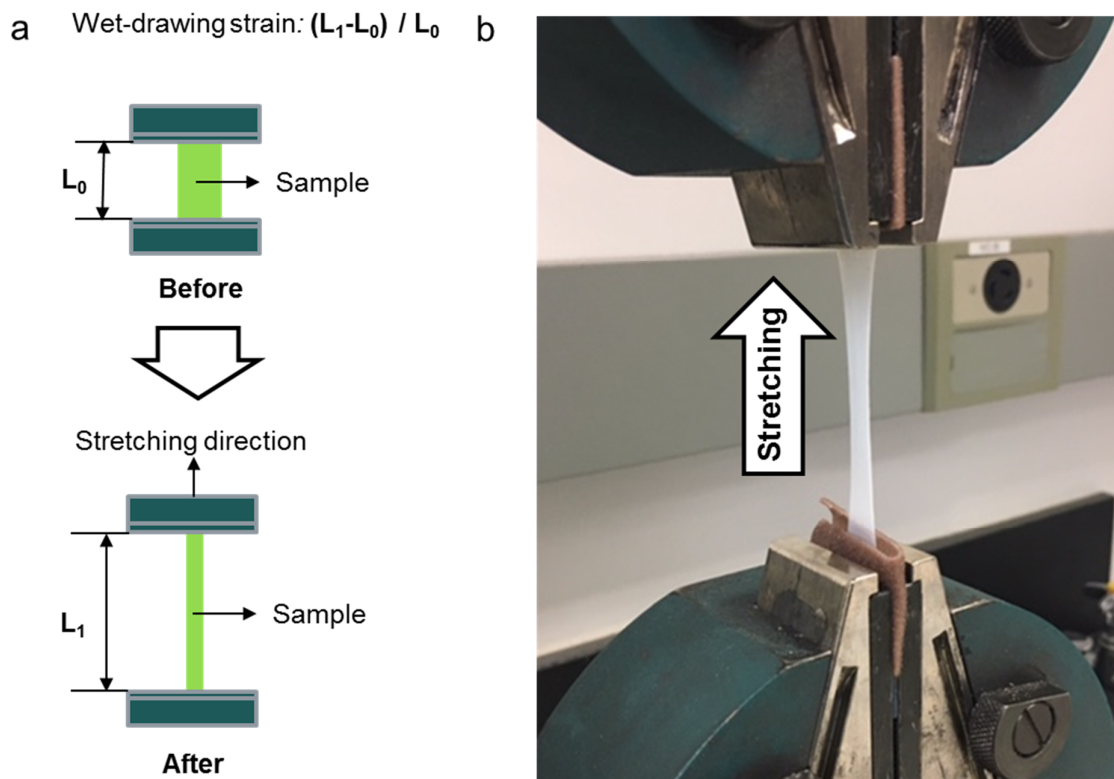 a
Wet-drawing strain: (L₁-L₀) / L₀
L₀
Sample
Before
Stretching direction
L₁
Sample
After
b
Stretching